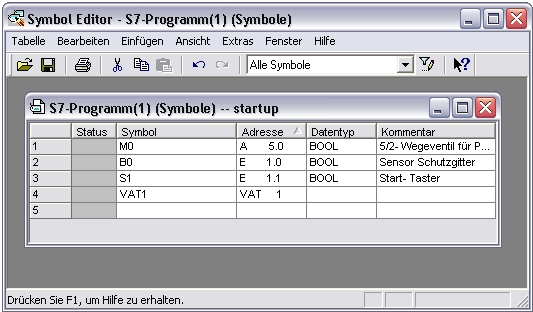 Symbol Editor - S7-Programm(1) (Symbole)
Tabelle Bearbeiten Einfügen Ansicht Extras Fenster Hilfe
Alle Symbole
S7-Programm(1) (Symbole) -- startup
Status Symbol Adresse Datentyp Kommentar
1 M0 A 5.0 BOOL 5/2- Wegeventil für P...
2 B0 E 1.0 BOOL Sensor Schutzgitter
3 S1 E 1.1 BOOL Start- Taster
4 VAT1 VAT 1
5
Drücken Sie F1, um Hilfe zu erhalten.